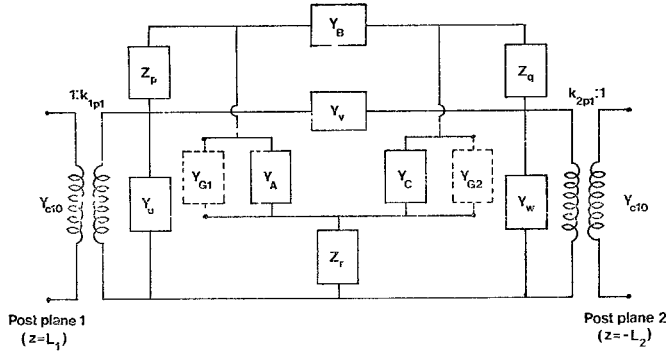 Y_B
Z_p
Z_q
1:k_1p1
k_2p1:1
Y_v
Y_G1
Y_A
Y_C
Y_G2
Y_c10
Y_u
Y_w
Y_c10
Z_r
Post plane 1
(z=L_1)
Post plane 2
(z=-L_2)